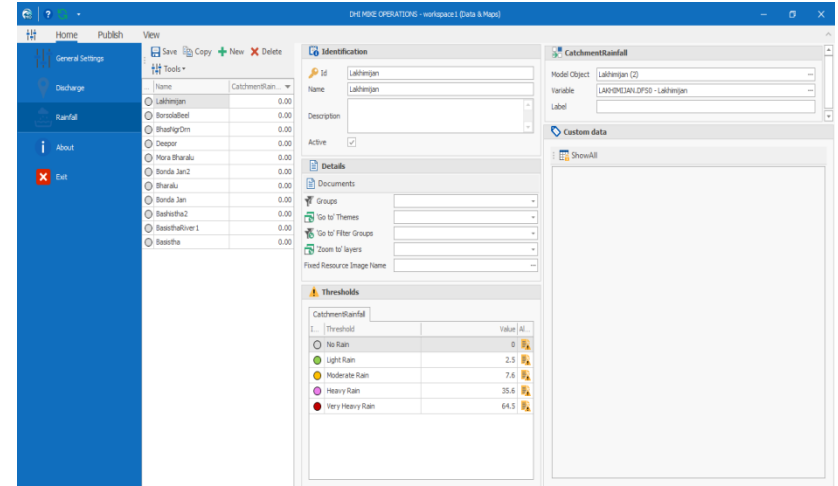 DHI MIKE OPERATIONS - workspace1 (Data & Maps)
Home Publish View
General Settings
Discharge
Rainfall
About
Exit
Save Copy New Delete
Tools
... Name CatchmentRain...
Lakhimijan 0.00
BorsolaBeel 0.00
BhasNgrDrn 0.00
Deepor 0.00
Mora Bharalu 0.00
Bonda Jan2 0.00
Bharalu 0.00
Bonda Jan 0.00
Bashistha2 0.00
BasisthaRiver1 0.00
Basistha 0.00
Identification
Id Lakhimijan
Name Lakhimijan
Description
Active
Details
Documents
Groups
'Go to' Themes
'Go to' Filter Groups
'Zoom to' layers
Fixed Resource Image Name
Thresholds
CatchmentRainfall
I... Threshold Value Al...
No Rain 0
Light Rain 2.5
Moderate Rain 7.6
Heavy Rain 35.6
Very Heavy Rain 64.5
CatchmentRainfall
Model Object Lakhimjan (2)
Variable LAKHIMIJAN.DFS0 - Lakhimjan
Label
Custom data
ShowAll